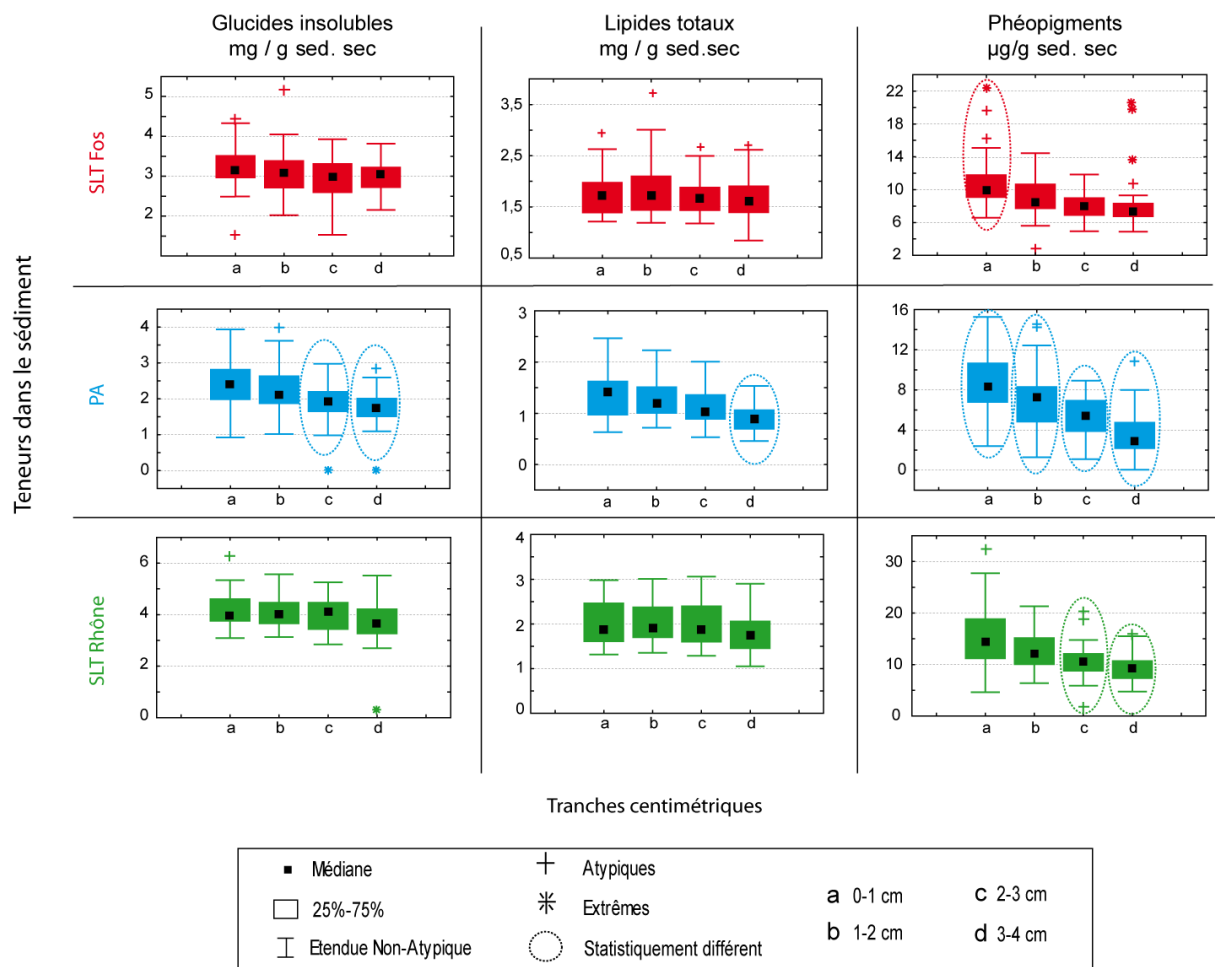 Glucides insolubles
mg / g sed. sec
Lipides totaux
mg / g sed.sec
Phéopigments
µg/g sed. sec
Teneurs dans le sédiment
SLT Fos
5
4
3
2
a b c d
3,5
2,5
1,5
0,5
a b c d
22
18
14
10
6
2
a b c d
PA
4
3
2
1
0
a b c d
3
2
1
0
a b c d
16
12
8
4
0
a b c d
SLT Rhône
6
4
2
0
a b c d
4
3
2
1
0
a b c d
30
20
10
0
a b c d
Tranches centimétriques
Médiane
25%-75%
Etendue Non-Atypique
Atypiques
Extrêmes
Statistiquement différent
a 0-1 cm
b 1-2 cm
c 2-3 cm
d 3-4 cm